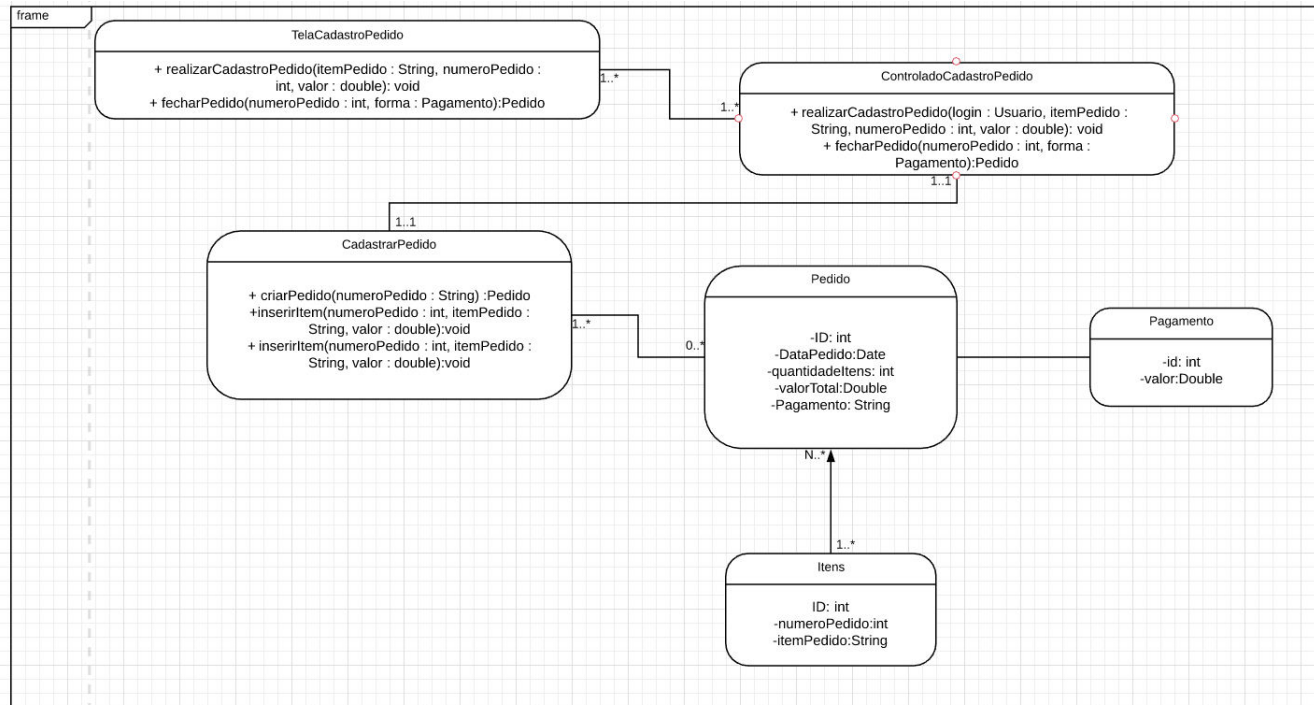 frame
TelaCadastroPedido
+ realizarCadastroPedido(itemPedido : String, numeroPedido :
int, valor : double): void
+ fecharPedido(numeroPedido : int, forma : Pagamento):Pedido
1..*
1..*
ControladoCadastroPedido
+ realizarCadastroPedido(login : Usuario, itemPedido :
String, numeroPedido : int, valor : double): void
+ fecharPedido(numeroPedido : int, forma :
Pagamento):Pedido
1..1
1..1
CadastrarPedido
+ criarPedido(numeroPedido : String) :Pedido
+inserirItem(numeroPedido : int, itemPedido :
String, valor : double):void
+ inserirItem(numeroPedido : int, itemPedido :
String, valor : double):void
1..*
0..*
Pedido
-ID: int
-DataPedido:Date
-quantidadeItens: int
-valorTotal:Double
-Pagamento: String
Pagamento
-id: int
-valor:Double
N..*
1..*
Itens
ID: int
-numeroPedido:int
-itemPedido:String